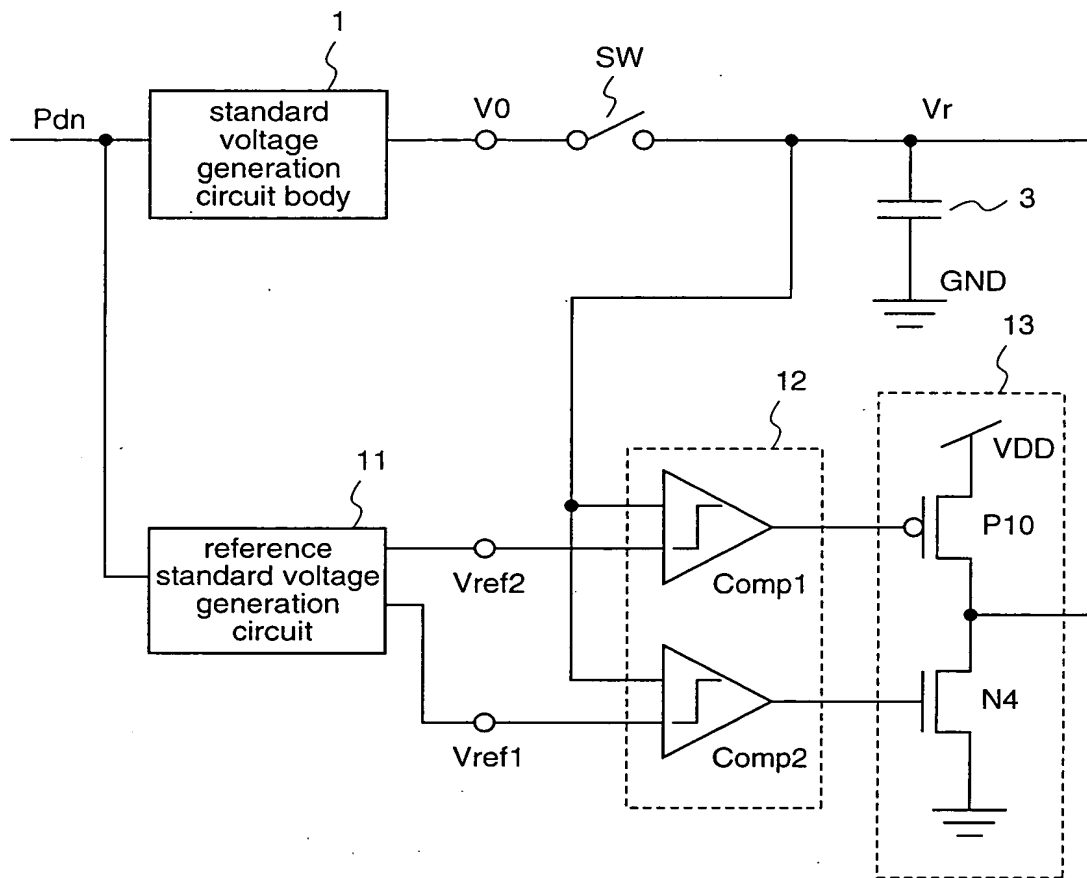 1
SW
Pdn
standard
voltage
generation
circuit body
V0
Vr
3
GND
13
12
VDD
11
P10
reference
standard voltage
generation
circuit
Vref2
Comp1
N4
Vref1
Comp2